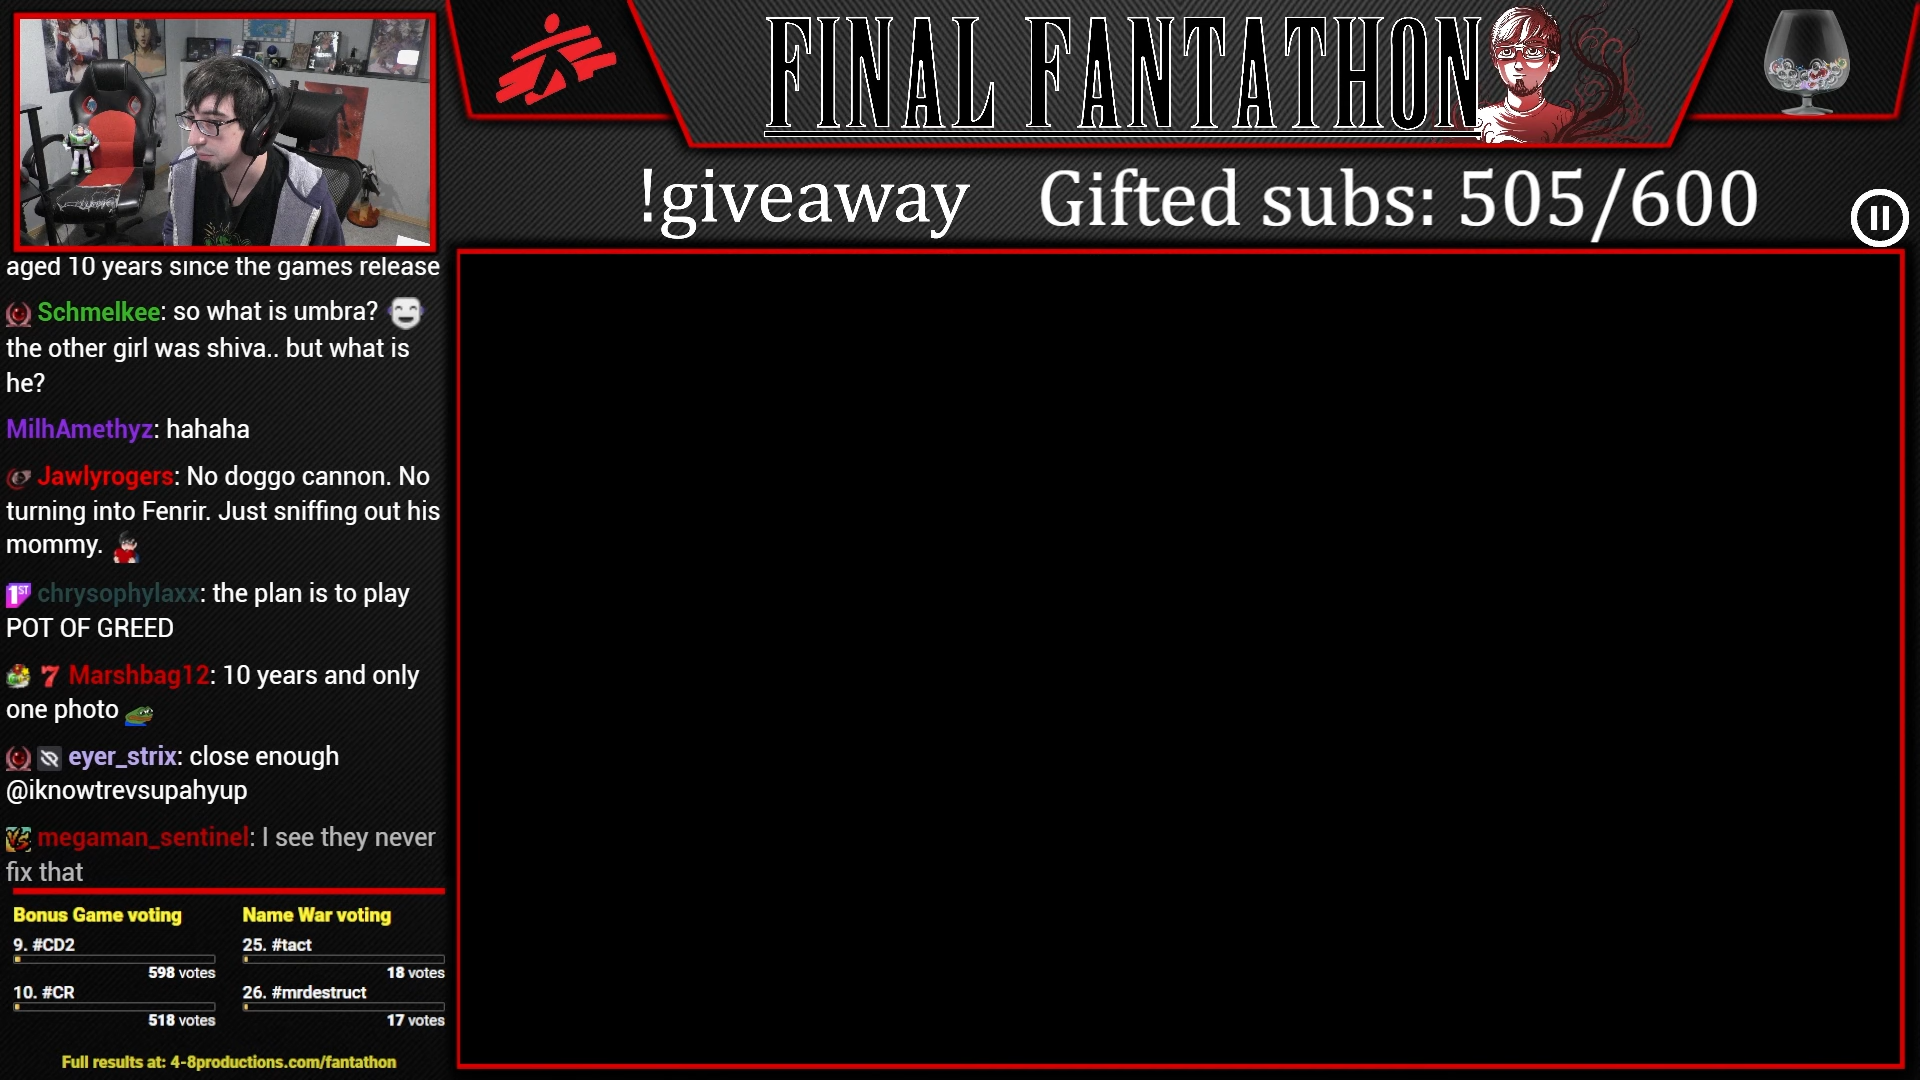 FINAL FANTATHON
!giveaway Gifted subs: 505/600
aged 10 years since the games release
Schmelkee: so what is umbra?
the other girl was shiva.. but what is
he?
MilhAmethyz: hahaha
Jawlyrogers: No doggo cannon. No
turning into Fenrir. Just sniffing out his
mommy.
1ST chrysophylaxx: the plan is to play
POT OF GREED
7 Marshbag12: 10 years and only
one photo
eyer_strix: close enough
@iknowtrevsupahyup
VS megaman_sentinel: I see they never
fix that
Bonus Game voting
9. #CD2
598 votes
10. #CR
518 votes
Name War voting
25. #tact
18 votes
26. #mrdestruct
17 votes
Full results at: 4-8productions.com/fantathon